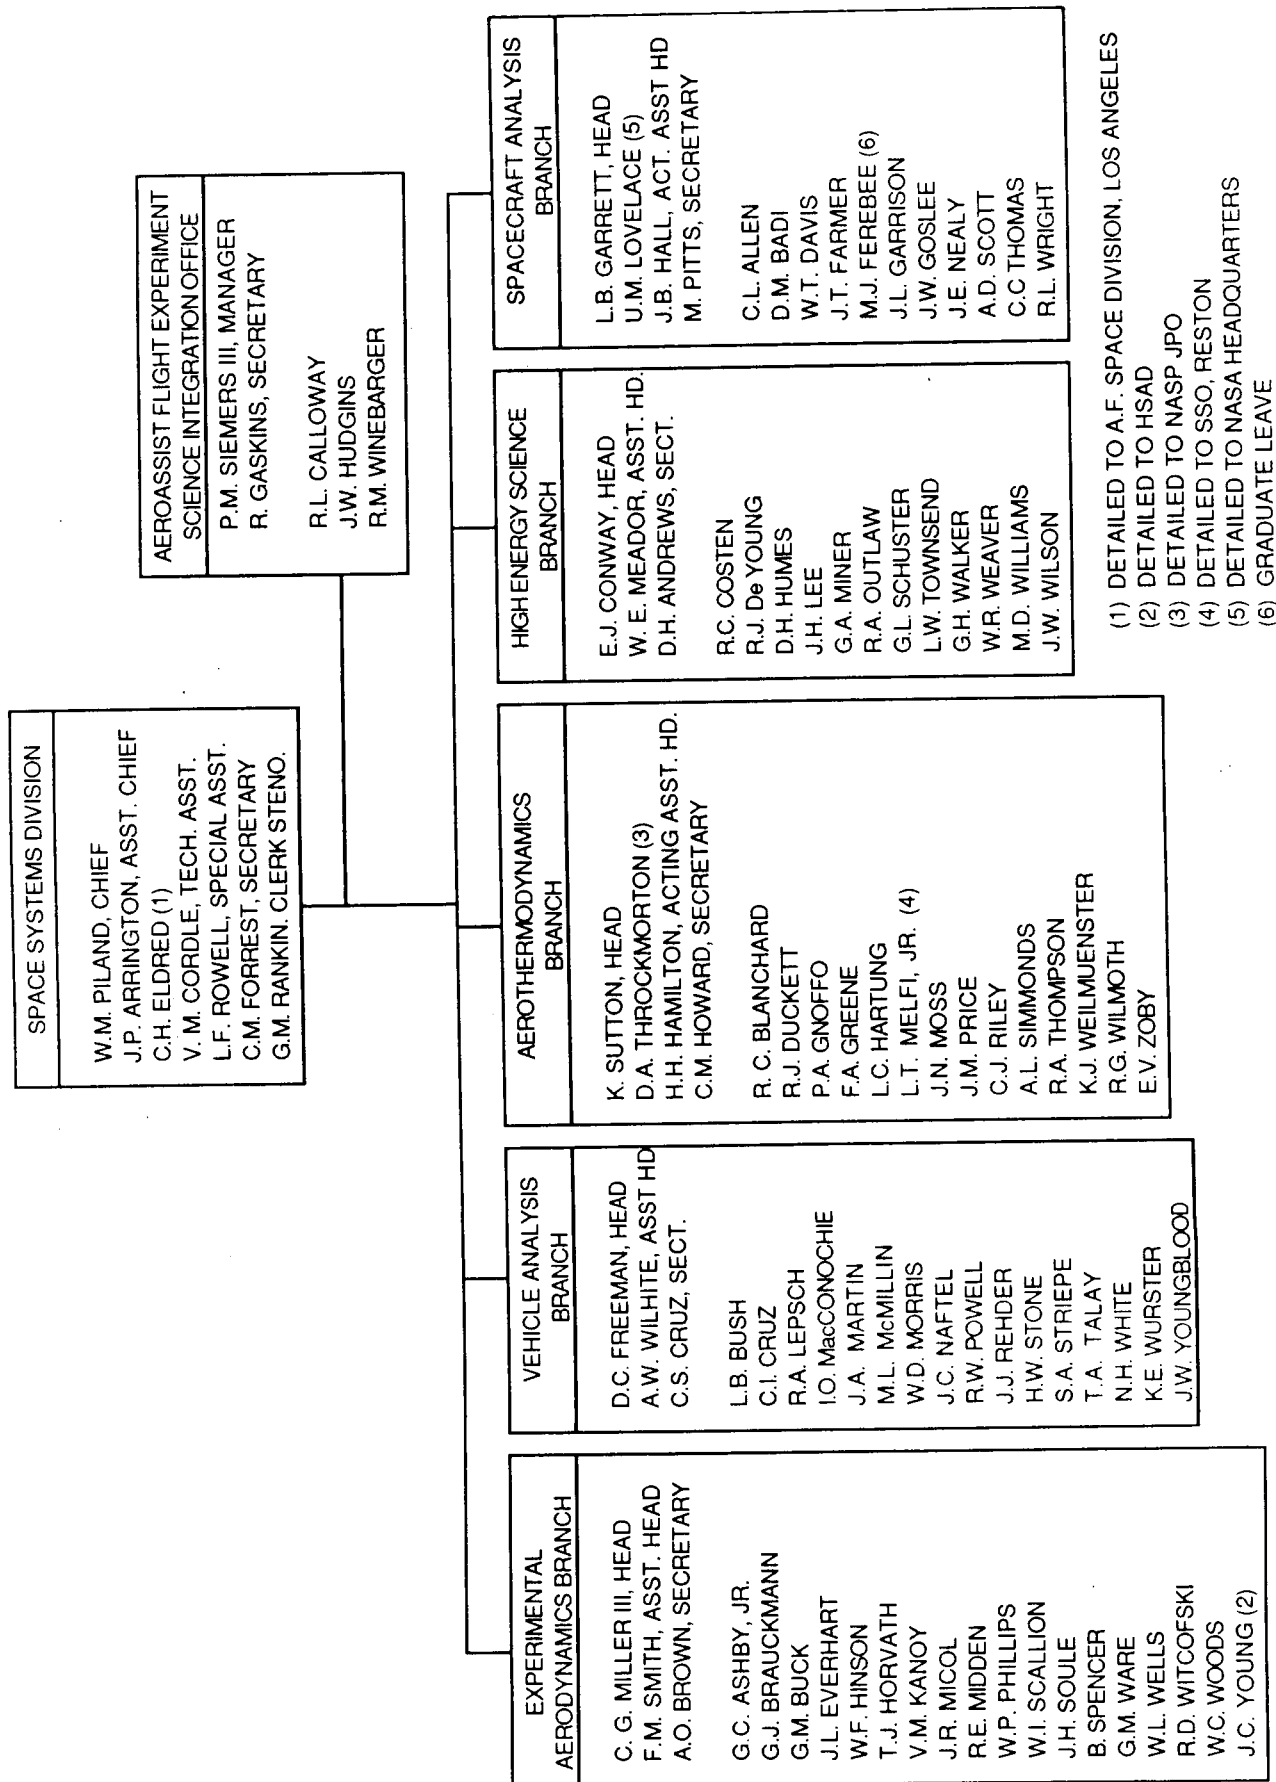 SPACE SYSTEMS DIVISION
W.M. PILAND, CHIEF
J.P. ARRINGTON, ASST. CHIEF
C.H. ELDRED (1)
V. M. CORDLE, TECH. ASST.
L.F. ROWELL, SPECIAL ASST.
C.M. FORREST, SECRETARY
G.M. RANKIN. CLERK STENO.
AEROASSIST FLIGHT EXPERIMENT
SCIENCE INTEGRATION OFFICE
P.M. SIEMERS III, MANAGER
R. GASKINS, SECRETARY
R.L. CALLOWAY
J.W. HUDGINS
R.M. WINEBARGER
EXPERIMENTAL
AERODYNAMICS BRANCH
C. G. MILLER III, HEAD
F.M. SMITH, ASST. HEAD
A.O. BROWN, SECRETARY
G.C. ASHBY, JR.
G.J. BRAUCKMANN
G.M. BUCK
J.L. EVERHART
W.F. HINSON
T.J. HORVATH
V.M. KANOY
J.R. MICOL
R.E. MIDDEN
W.P. PHILLIPS
W.I. SCALLION
J.H. SOULE
B. SPENCER
G.M. WARE
W.L. WELLS
R.D. WITCOFSKI
W.C. WOODS
J.C. YOUNG (2)
VEHICLE ANALYSIS
BRANCH
D.C. FREEMAN, HEAD
A.W. WILHITE, ASST HD
C.S. CRUZ, SECT.
L.B. BUSH
C.I. CRUZ
R.A. LEPSCH
I.O. MacCONOCHIE
J.A. MARTIN
M.L. McMILLIN
W.D. MORRIS
J.C. NAFTEL
R.W. POWELL
J.J. REHDER
H.W. STONE
S.A. STRIEPE
T.A. TALAY
N.H. WHITE
K.E. WURSTER
J.W. YOUNGBLOOD
AEROTHERMODYNAMICS
BRANCH
K. SUTTON, HEAD
D.A. THROCKMORTON (3)
H.H. HAMILTON, ACTING ASST. HD.
C.M. HOWARD, SECRETARY
R. C. BLANCHARD
R.J. DUCKETT
P.A. GNOFFO
F.A. GREENE
L.C. HARTUNG
L.T. MELFI, JR. (4)
J.N. MOSS
J.M. PRICE
C.J. RILEY
A.L. SIMMONDS
R.A. THOMPSON
K.J. WEILMUENSTER
R.G. WILMOTH
E.V. ZOBY
HIGH ENERGY SCIENCE
BRANCH
E.J. CONWAY, HEAD
W. E. MEADOR, ASST. HD.
D.H. ANDREWS, SECT.
R.C. COSTEN
R.J. De YOUNG
D.H. HUMES
J.H. LEE
G.A. MINER
R.A. OUTLAW
G.L. SCHUSTER
L.W. TOWNSEND
G.H. WALKER
W.R. WEAVER
M.D. WILLIAMS
J.W. WILSON
SPACECRAFT ANALYSIS
BRANCH
L.B. GARRETT, HEAD
U.M. LOVELACE (5)
J.B. HALL, ACT. ASST HD
M. PITTS, SECRETARY
C.L. ALLEN
D.M. BADI
W.T. DAVIS
J.T. FARMER
M.J. FEREBEE (6)
J.L. GARRISON
J.W. GOSLEE
J.E. NEALY
A.D. SCOTT
C.C THOMAS
R.L. WRIGHT
(1) DETAILED TO A.F. SPACE DIVISION, LOS ANGELES
(2) DETAILED TO HSAD
(3) DETAILED TO NASP JPO
(4) DETAILED TO SSO, RESTON
(5) DETAILED TO NASA HEADQUARTERS
(6) GRADUATE LEAVE